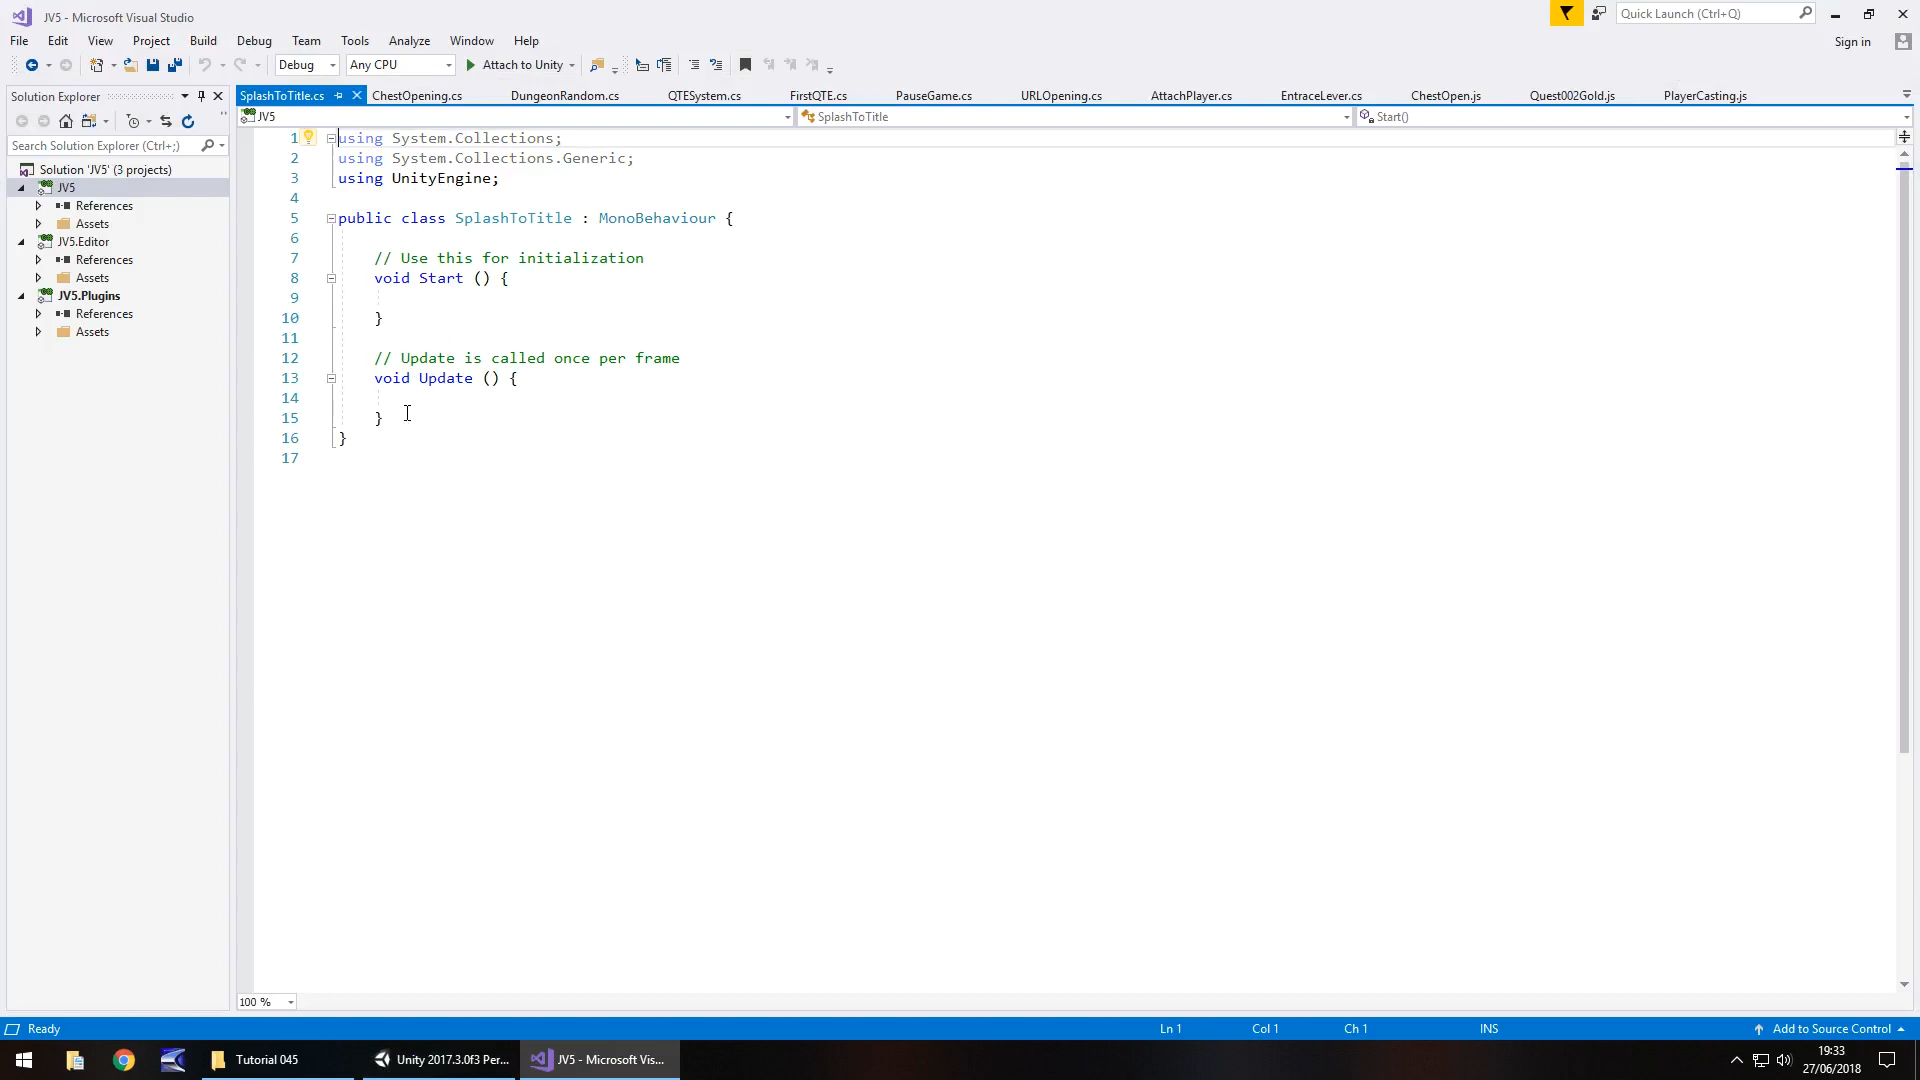 JV5 - Microsoft Visual Studio
Quick Launch (Ctrl+Q)
File Edit View Project Build Debug Team Tools Analyze Window Help
Sign in
Debug Any CPU Attach to Unity
Solution Explorer
SplashToTitle.cs ChestOpening.cs DungeonRandom.cs QTESystem.cs FirstQTE.cs PauseGame.cs URLOpening.cs AttachPlayer.cs EntraceLever.cs ChestOpen.js Quest002Gold.js PlayerCasting.js
JV5 SplashToTitle Start()
Search Solution Explorer (Ctrl+;)
Solution 'JV5' (3 projects)
JV5
References
Assets
JV5.Editor
References
Assets
JV5.Plugins
References
Assets
1 using System.Collections;
2 using System.Collections.Generic;
3 using UnityEngine;
4
5 public class SplashToTitle : MonoBehaviour {
6
7 // Use this for initialization
8 void Start () {
9
10 }
11
12 // Update is called once per frame
13 void Update () {
14
15 }
16 }
17
100 %
Ready Ln 1 Col 1 Ch 1 INS Add to Source Control
Tutorial 045 Unity 2017.3.0f3 Per... JV5 - Microsoft Vis...
19:33
27/06/2018